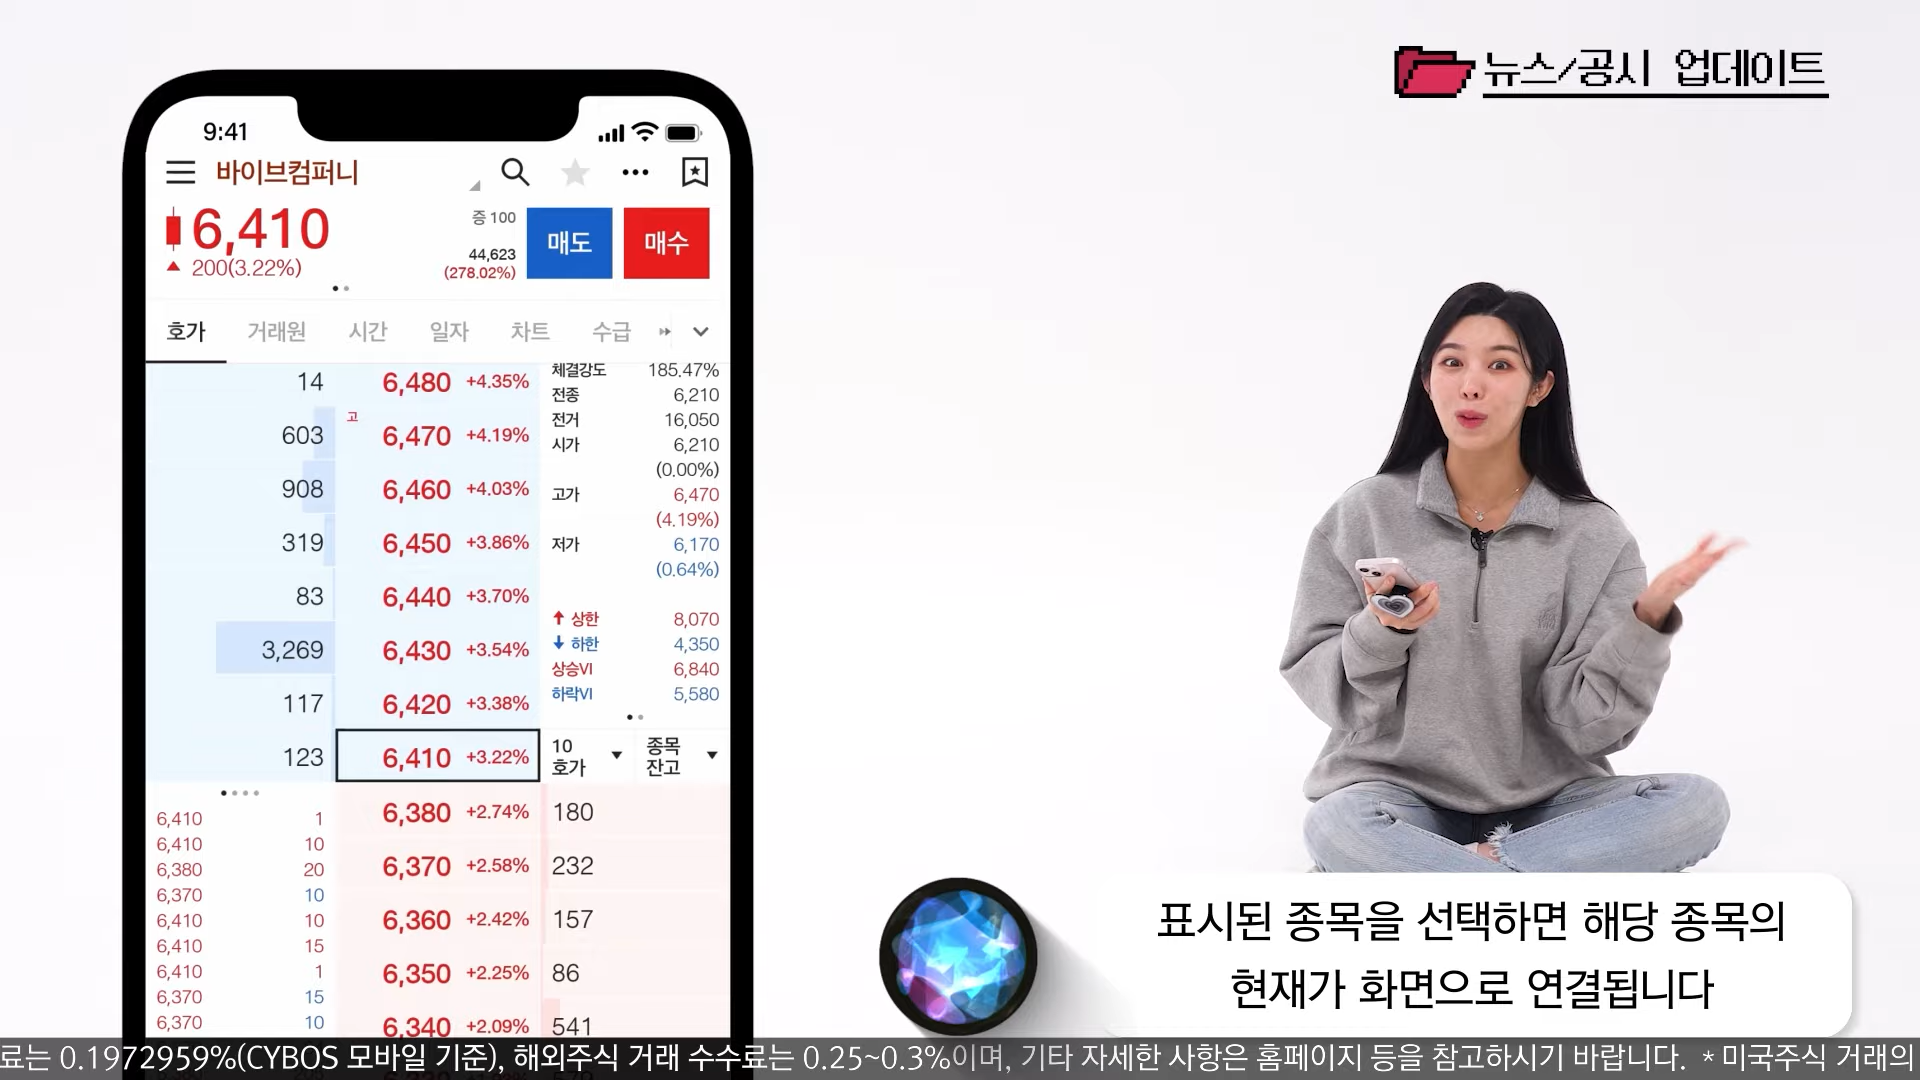 뉴스/공시 업데이트
9:41
바이브컴퍼니
6,410
증 100
44,623
200(3.22%)
(278.02%)
매도
매수
호가 거래원 시간 일자 차트 수급
14 6,480 +4.35%
603 고 6,470 +4.19%
908 6,460 +4.03%
319 6,450 +3.86%
83 6,440 +3.70%
3,269 6,430 +3.54%
117 6,420 +3.38%
123 6,410 +3.22%
체결강도 185.47%
전종 6,210
전거 16,050
시가 6,210
(0.00%)
고가 6,470
(4.19%)
저가 6,170
(0.64%)
상한 8,070
하한 4,350
상승VI 6,840
하락VI 5,580
10 호가
종목 잔고
6,380 +2.74% 180
6,370 +2.58% 232
6,360 +2.42% 157
6,350 +2.25% 86
6,340 +2.09% 541
6,410 1
6,410 10
6,380 20
6,370 10
6,410 10
6,410 15
6,410 1
6,370 15
6,370 10
표시된 종목을 선택하면 해당 종목의
현재가 화면으로 연결됩니다
료는 0.1972959%(CYBOS 모바일 기준), 해외주식 거래 수수료는 0.25~0.3%이며, 기타 자세한 사항은 홈페이지 등을 참고하시기 바랍니다. * 미국주식 거래의